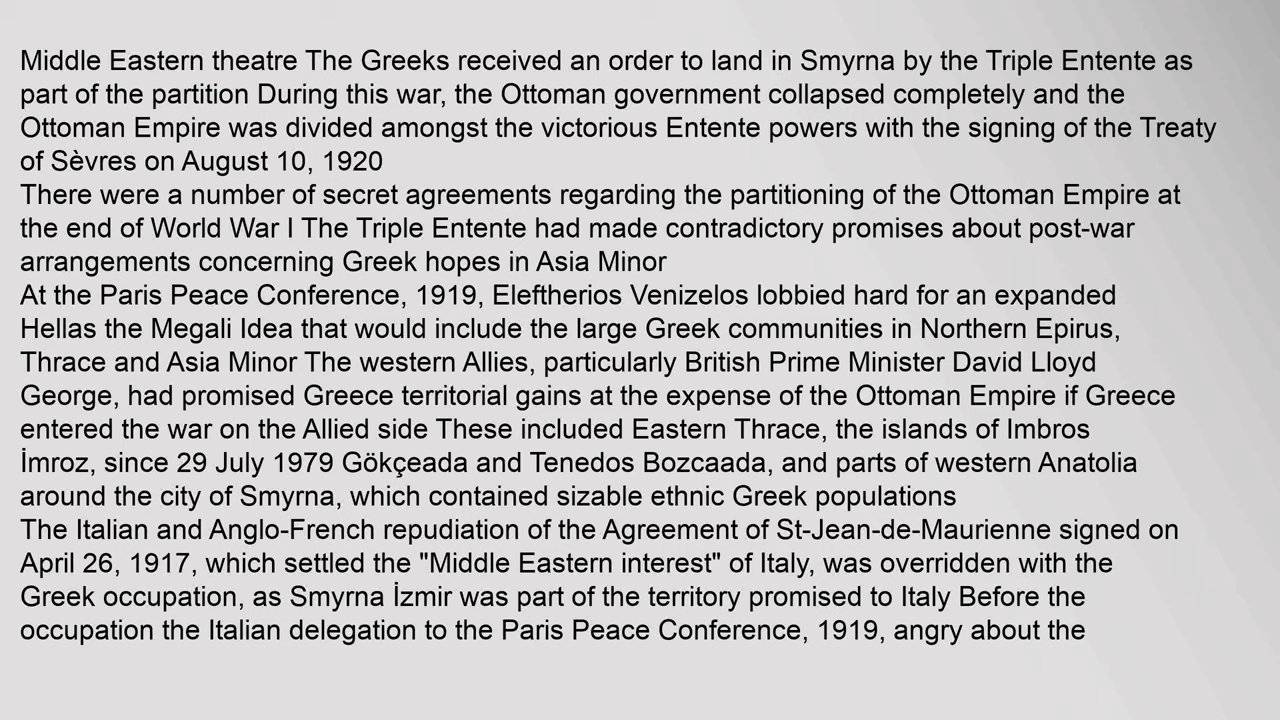 Middle Eastern theatre The Greeks received an order to land in Smyrna by the Triple Entente as
part of the partition During this war, the Ottoman government collapsed completely and the
Ottoman Empire was divided amongst the victorious Entente powers with the signing of the Treaty
of Sèvres on August 10, 1920
There were a number of secret agreements regarding the partitioning of the Ottoman Empire at
the end of World War I The Triple Entente had made contradictory promises about post-war
arrangements concerning Greek hopes in Asia Minor
At the Paris Peace Conference, 1919, Eleftherios Venizelos lobbied hard for an expanded
Hellas the Megali Idea that would include the large Greek communities in Northern Epirus,
Thrace and Asia Minor The western Allies, particularly British Prime Minister David Lloyd
George, had promised Greece territorial gains at the expense of the Ottoman Empire if Greece
entered the war on the Allied side These included Eastern Thrace, the islands of Imbros
İmroz, since 29 July 1979 Gökçeada and Tenedos Bozcaada, and parts of western Anatolia
around the city of Smyrna, which contained sizable ethnic Greek populations
The Italian and Anglo-French repudiation of the Agreement of St-Jean-de-Maurienne signed on
April 26, 1917, which settled the "Middle Eastern interest" of Italy, was overridden with the
Greek occupation, as Smyrna İzmir was part of the territory promised to Italy Before the
occupation the Italian delegation to the Paris Peace Conference, 1919, angry about the